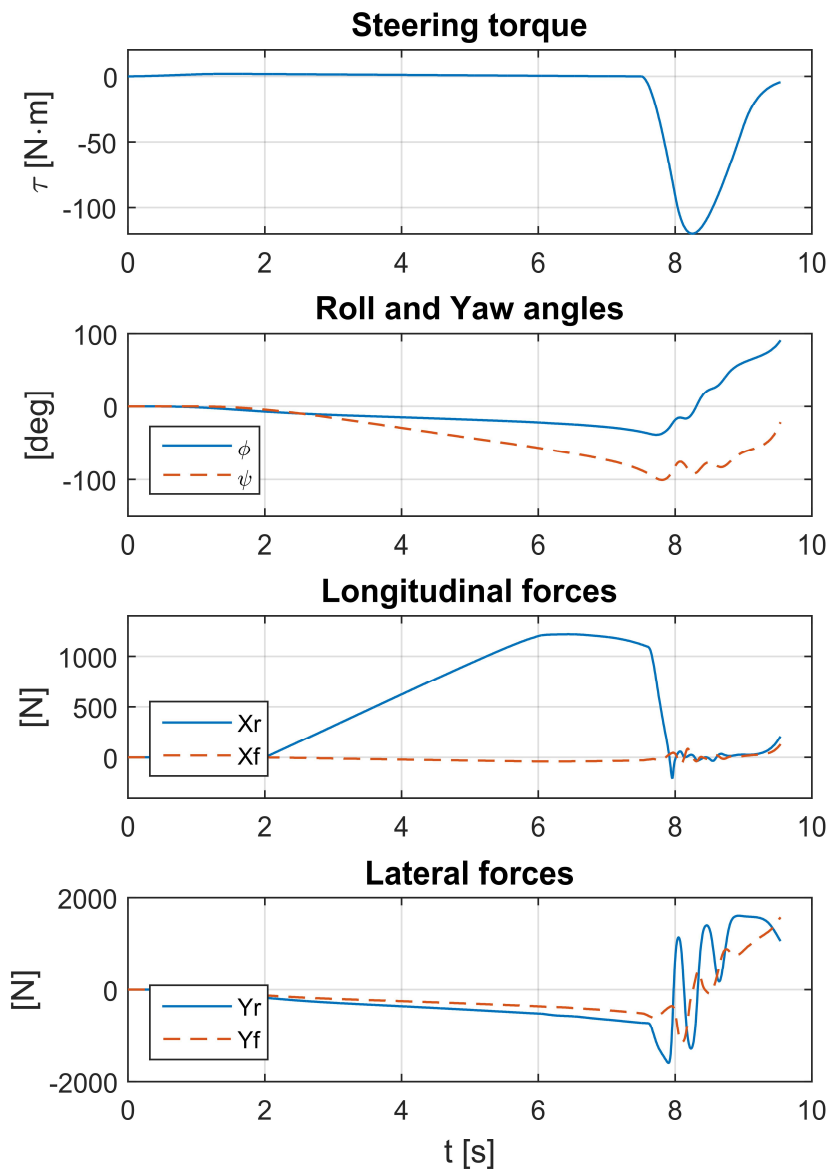 Steering torque
τ [N·m]
0
-50
-100
0 2 4 6 8 10
Roll and Yaw angles
[deg]
100
0
-100
ϕ
ψ
0 2 4 6 8 10
Longitudinal forces
[N]
1000
500
0
Xr
Xf
0 2 4 6 8 10
Lateral forces
[N]
2000
0
-2000
Yr
Yf
0 2 4 6 8 10
t [s]